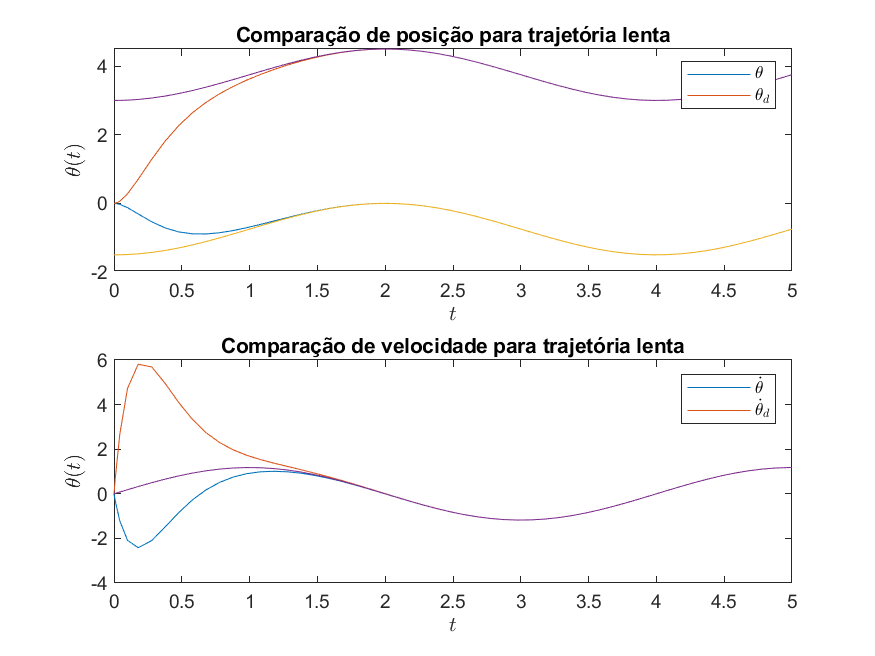 Comparação de posição para trajetória lenta
4
2
0
-2
θ(t)
θ
θ_d
0 0.5 1 1.5 2 2.5 3 3.5 4 4.5 5
t
Comparação de velocidade para trajetória lenta
6
4
2
0
-2
-4
θ̇(t)
θ̇
θ̇_d
0 0.5 1 1.5 2 2.5 3 3.5 4 4.5 5
t